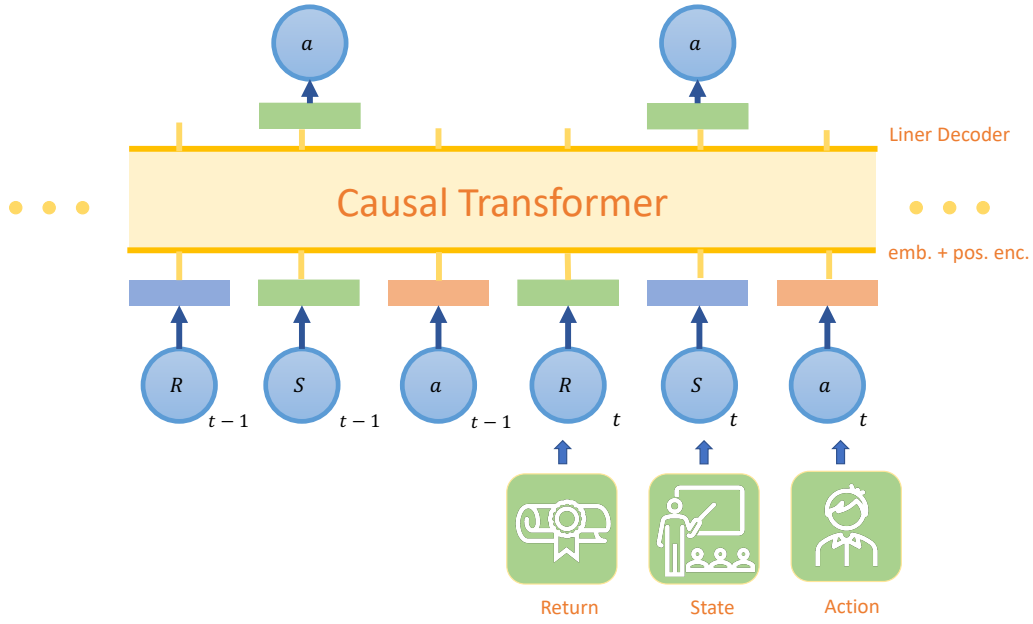 a
a
Liner Decoder
Causal Transformer
emb. + pos. enc.
R
S
a
R
S
a
t − 1
t − 1
t − 1
t
t
t
Return
State
Action